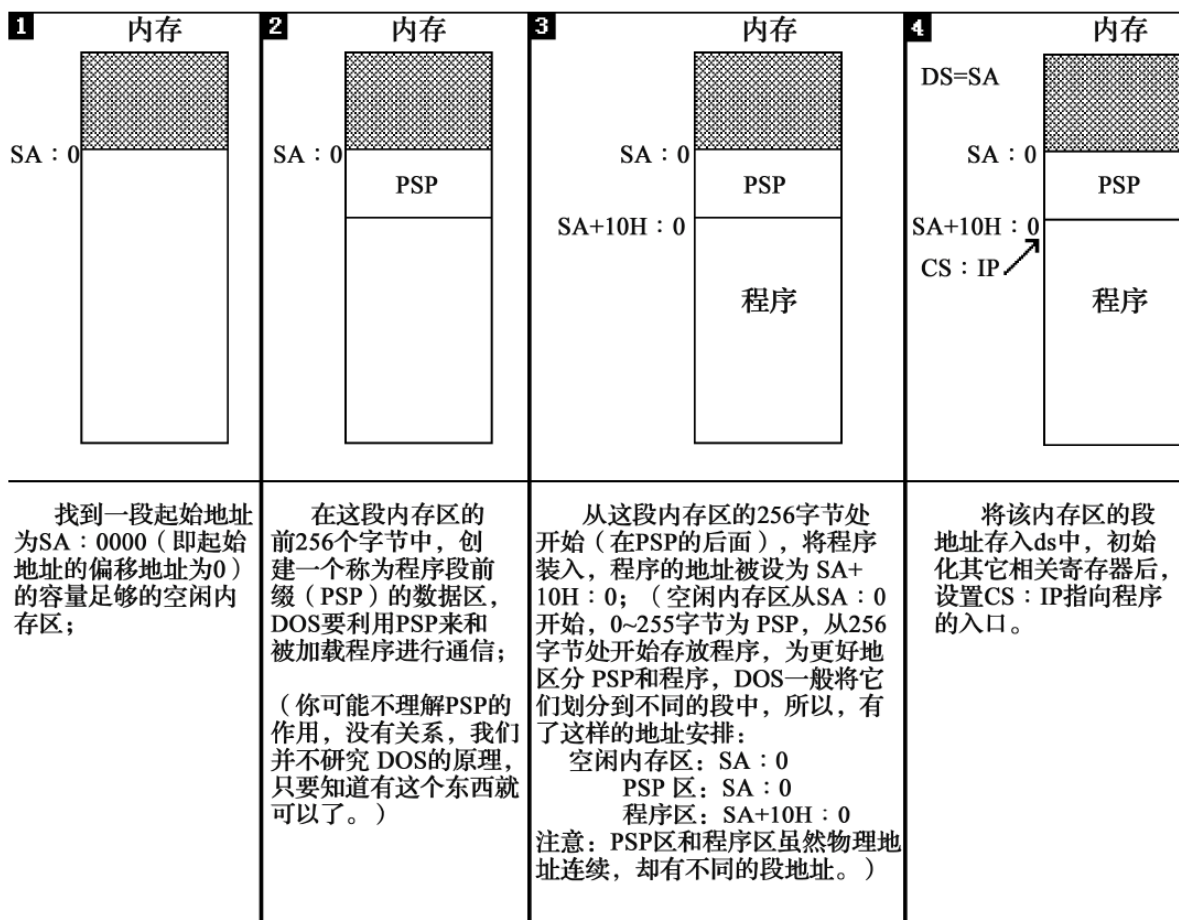 1
内存
SA：0
找到一段起始地址
为SA：0000（即起始
地址的偏移地址为0）
的容量足够的空闲内
存区；
2
内存
SA：0
PSP
在这段内存区的
前256个字节中，创
建一个称为程序段前
缀（PSP）的数据区，
DOS要利用PSP来和
被加载程序进行通信；
（你可能不理解PSP的
作用，没有关系，我们
并不研究 DOS的原理，
只要知道有这个东西就
可以了。）
3
内存
SA：0
PSP
SA+10H：0
程序
从这段内存区的256字节处
开始（在PSP的后面），将程序
装入，程序的地址被设为 SA+
10H：0；（空闲内存区从SA：0
开始，0~255字节为 PSP，从256
字节处开始存放程序，为更好地
区分 PSP和程序，DOS一般将它
们划分到不同的段中，所以，有
了这样的地址安排：
空闲内存区：SA：0
PSP 区：SA：0
程序区：SA+10H：0
注意：PSP区和程序区虽然物理地
址连续，却有不同的段地址。）
4
内存
DS=SA
SA：0
PSP
SA+10H：0
CS：IP
程序
将该内存区的段
地址存入ds中，初始
化其它相关寄存器后，
设置CS：IP指向程序
的入口。